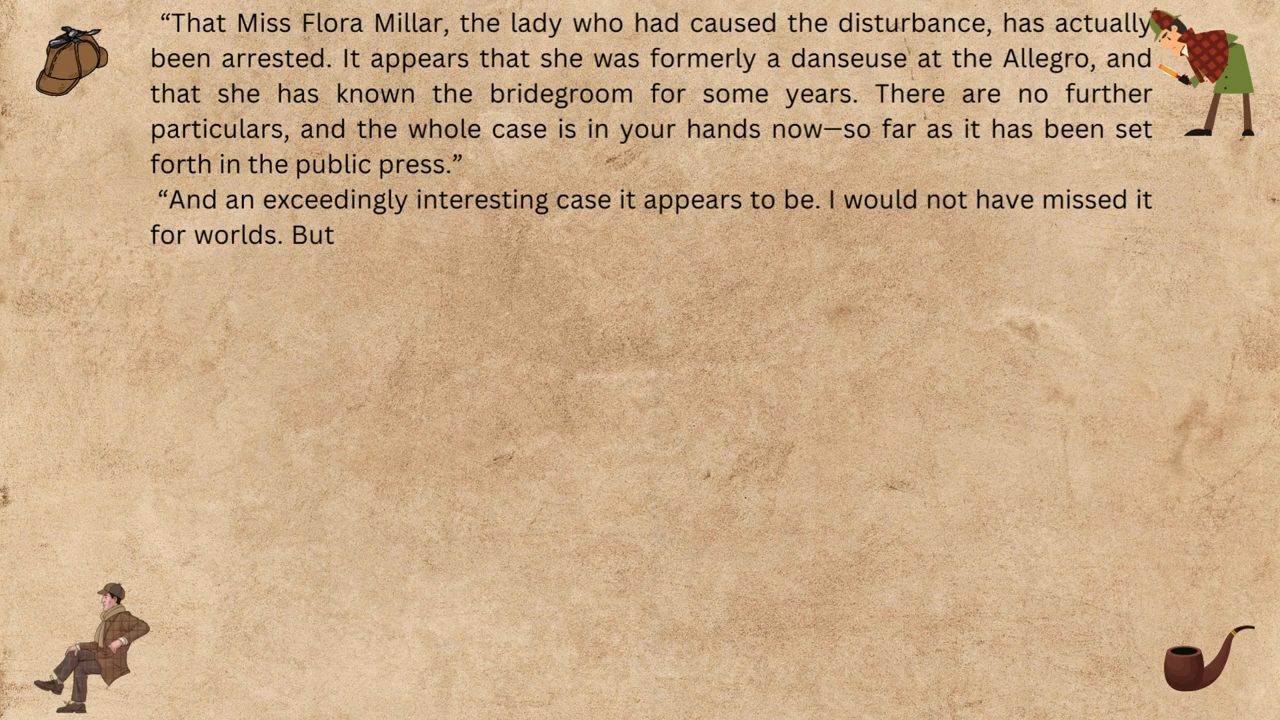 “That Miss Flora Millar, the lady who had caused the disturbance, has actually
been arrested. It appears that she was formerly a danseuse at the Allegro, and
that she has known the bridegroom for some years. There are no further
particulars, and the whole case is in your hands now—so far as it has been set
forth in the public press.”
“And an exceedingly interesting case it appears to be. I would not have missed it
for worlds. But